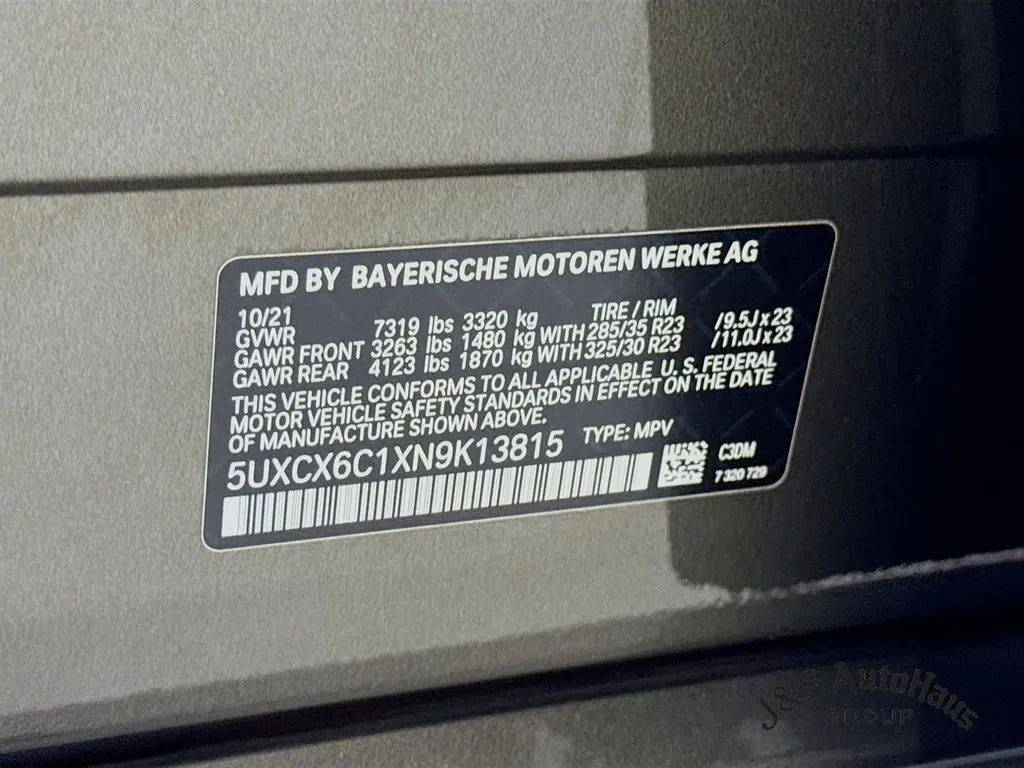 MFD BY BAYERISCHE MOTOREN WERKE AG
10/21 TIRE / RIM
GVWR 7319 lbs 3320 kg
GAWR FRONT 3263 lbs 1480 kg WITH 285/35 R23 /9.5J x 23
GAWR REAR 4123 lbs 1870 kg WITH 325/30 R23 /11.0J x 23
THIS VEHICLE CONFORMS TO ALL APPLICABLE U. S. FEDERAL
MOTOR VEHICLE SAFETY STANDARDS IN EFFECT ON THE DATE
OF MANUFACTURE SHOWN ABOVE.
5UXCX6C1XN9K13815 TYPE: MPV
C3DM
7 320 729
J&S AutoHaus
GROUP